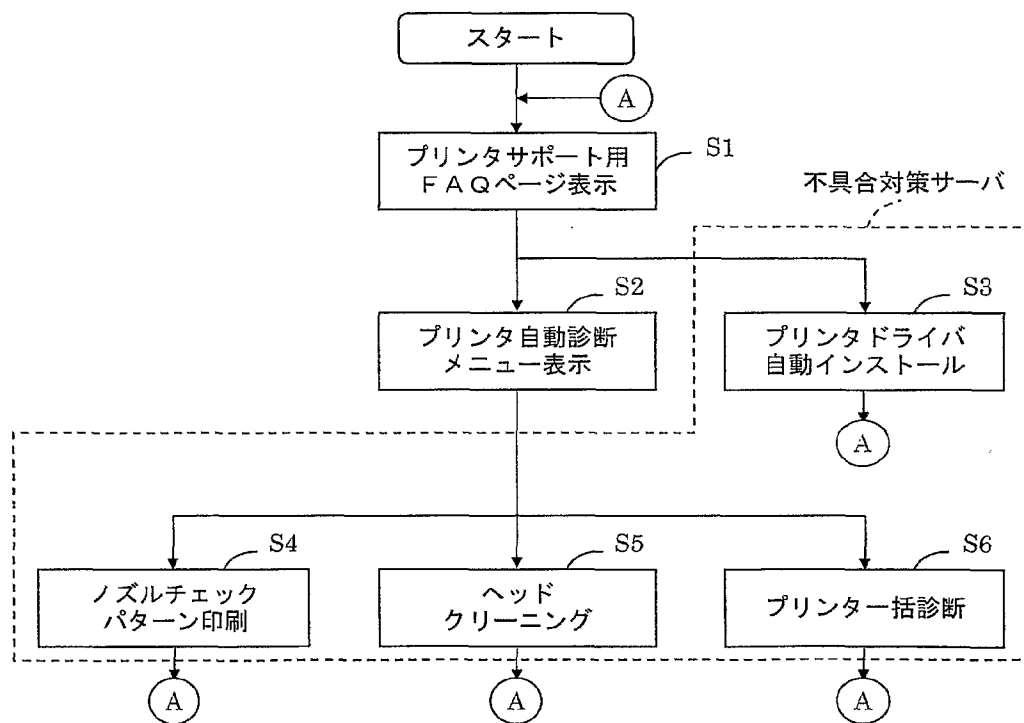 スタート
A
プリンタサポート用
FAQページ表示
S1
不具合対策サーバ
S2
プリンタ自動診断
メニュー表示
S3
プリンタドライバ
自動インストール
A
S4
ノズルチェック
パターン印刷
S5
ヘッド
クリーニング
S6
プリンター括診断
A
A
A